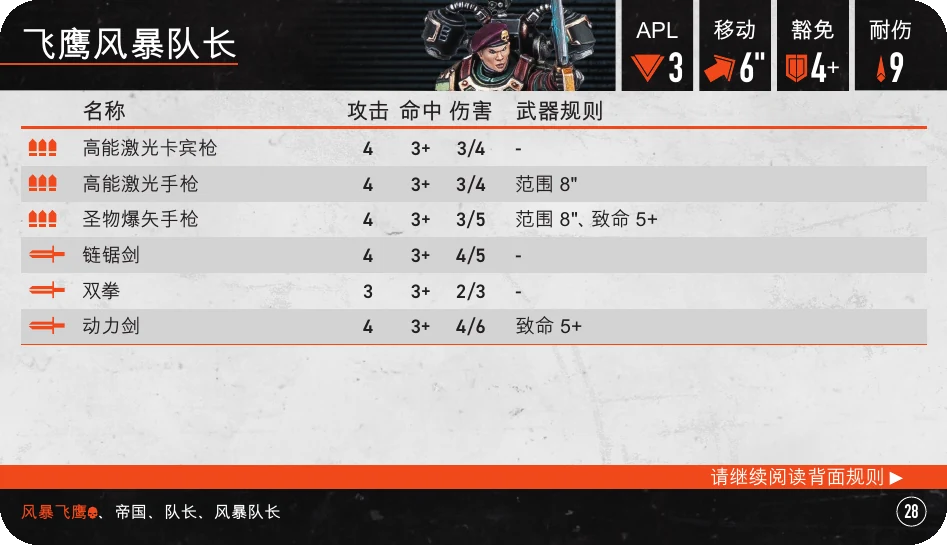 飞鹰风暴队长
APL 移动 豁免 耐伤
3 6" 4+ 9
名称 攻击 命中 伤害 武器规则
高能激光卡宾枪 4 3+ 3/4 -
高能激光手枪 4 3+ 3/4 范围 8"
圣物爆矢手枪 4 3+ 3/5 范围 8"、致命 5+
链锯剑 4 3+ 4/5 -
双拳 3 3+ 2/3 -
动力剑 4 3+ 4/6 致命 5+
请继续阅读背面规则 ▶
风暴飞鹰、帝国、队长、风暴队长
28